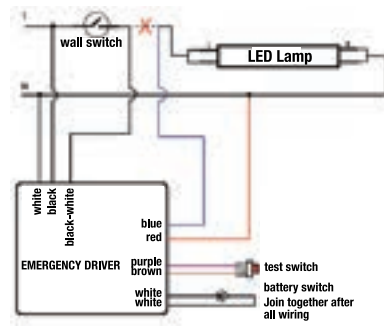 wall switch
LED Lamp
white
black
black-white
blue
red
EMERGENCY DRIVER
purple
brown
test switch
white
white
battery switch
Join together after
all wiring